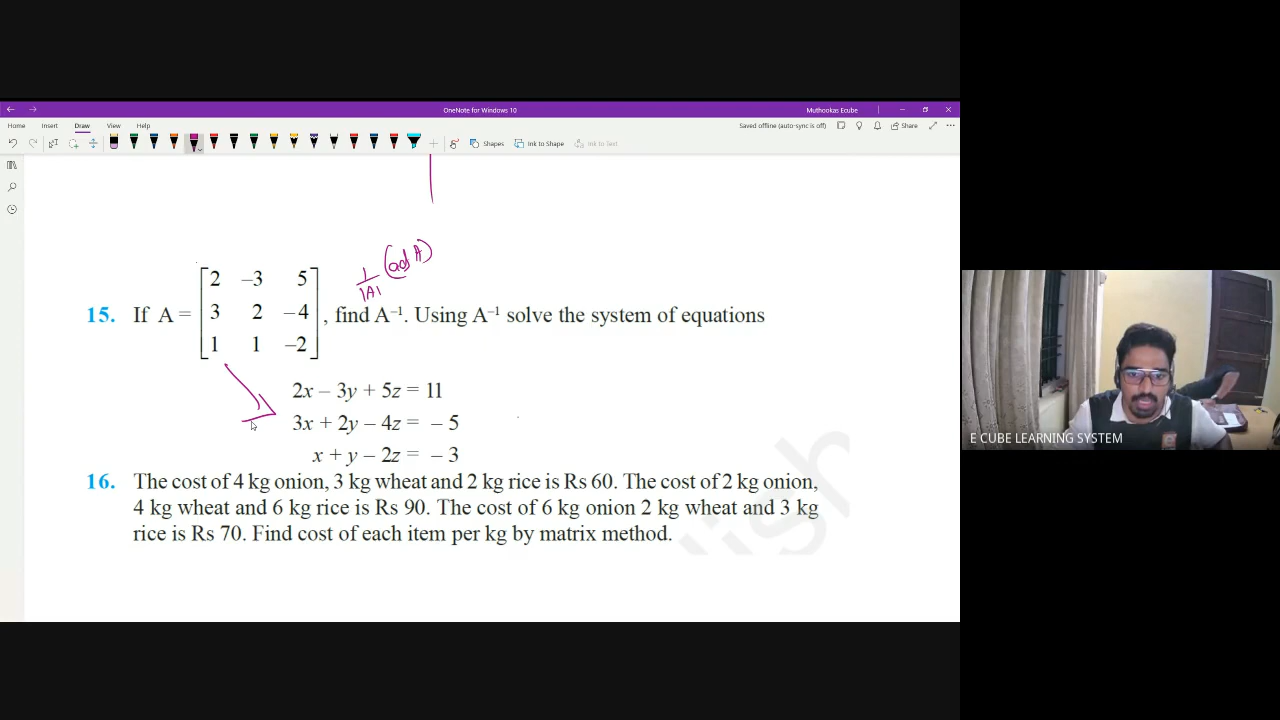 OneNote for Windows 10
Muthookas Ecube
Home Insert Draw View Help
Saved offline (auto-sync is off)
Share
Shapes Ink to Shape Ink to Text
1/|A| (adj A)
15. If A = [2 –3 5
3 2 –4
1 1 –2], find A⁻¹. Using A⁻¹ solve the system of equations
2x – 3y + 5z = 11
3x + 2y – 4z = – 5
x + y – 2z = – 3
16. The cost of 4 kg onion, 3 kg wheat and 2 kg rice is Rs 60. The cost of 2 kg onion,
4 kg wheat and 6 kg rice is Rs 90. The cost of 6 kg onion 2 kg wheat and 3 kg
rice is Rs 70. Find cost of each item per kg by matrix method.
lish
E CUBE LEARNING SYSTEM